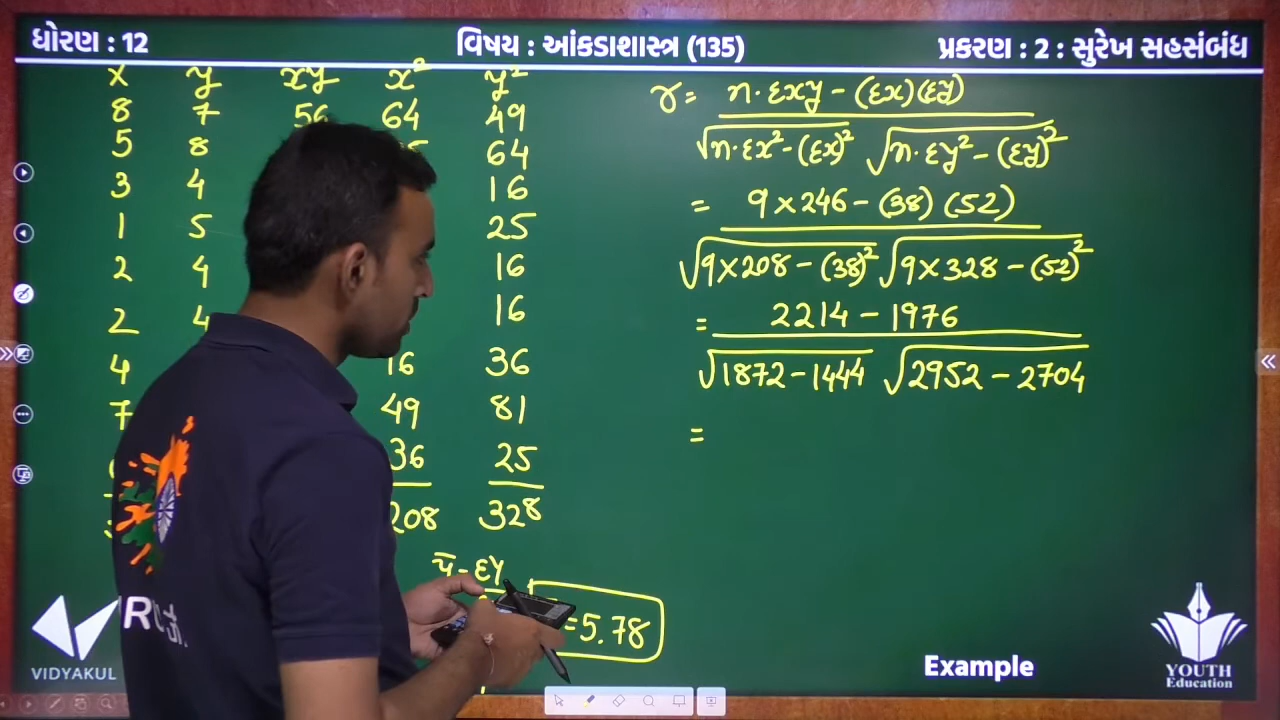 ધોરણ : 12 વિષય : આંકડાશાસ્ત્ર (135) પ્રકરણ : 2 : સુરેખ સહસંબંધ
x y xy x² y²
8 7 56 64 49
5 8 64
3 4 16
1 5 25
2 4 16
2 4 16
4 16 36
7 49 81
36 25
208 328
ȳ = Σy
= 5.78
r = n·Σxy - (Σx)(Σy)
√n·Σx² - (Σx)² √n·Σy² - (Σy)²
= 9 × 246 - (38) (52)
√9 × 208 - (38)² √9 × 328 - (52)²
= 2214 - 1976
√1872 - 1444 √2952 - 2704
=
VIDYAKUL
Example
YOUTH
Education